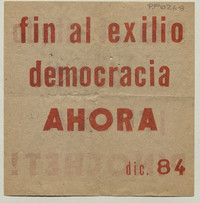 fin al exilio
democracia
AHORA
dic. 84